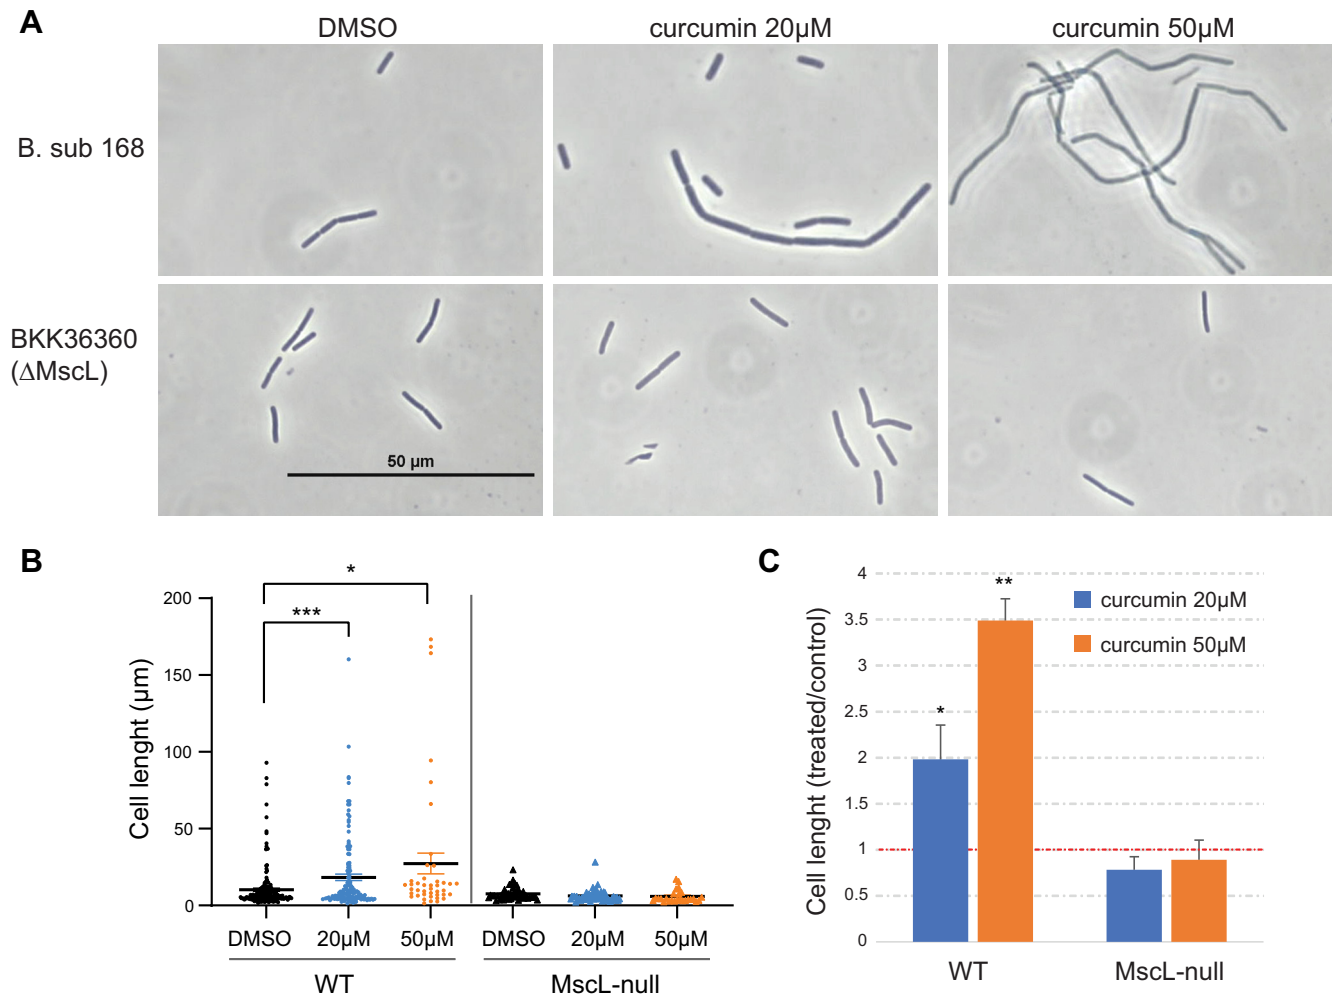 A
DMSO
curcumin 20µM
curcumin 50µM
B. sub 168
BKK36360
(ΔMscL)
50 µm
B
Cell lenght (µm)
200
150
100
50
0
*
***
DMSO
20µM
50µM
DMSO
20µM
50µM
WT
MscL-null
C
Cell lenght (treated/control)
4
3.5
3
2.5
2
1.5
1
0.5
0
*
**
curcumin 20µM
curcumin 50µM
WT
MscL-null